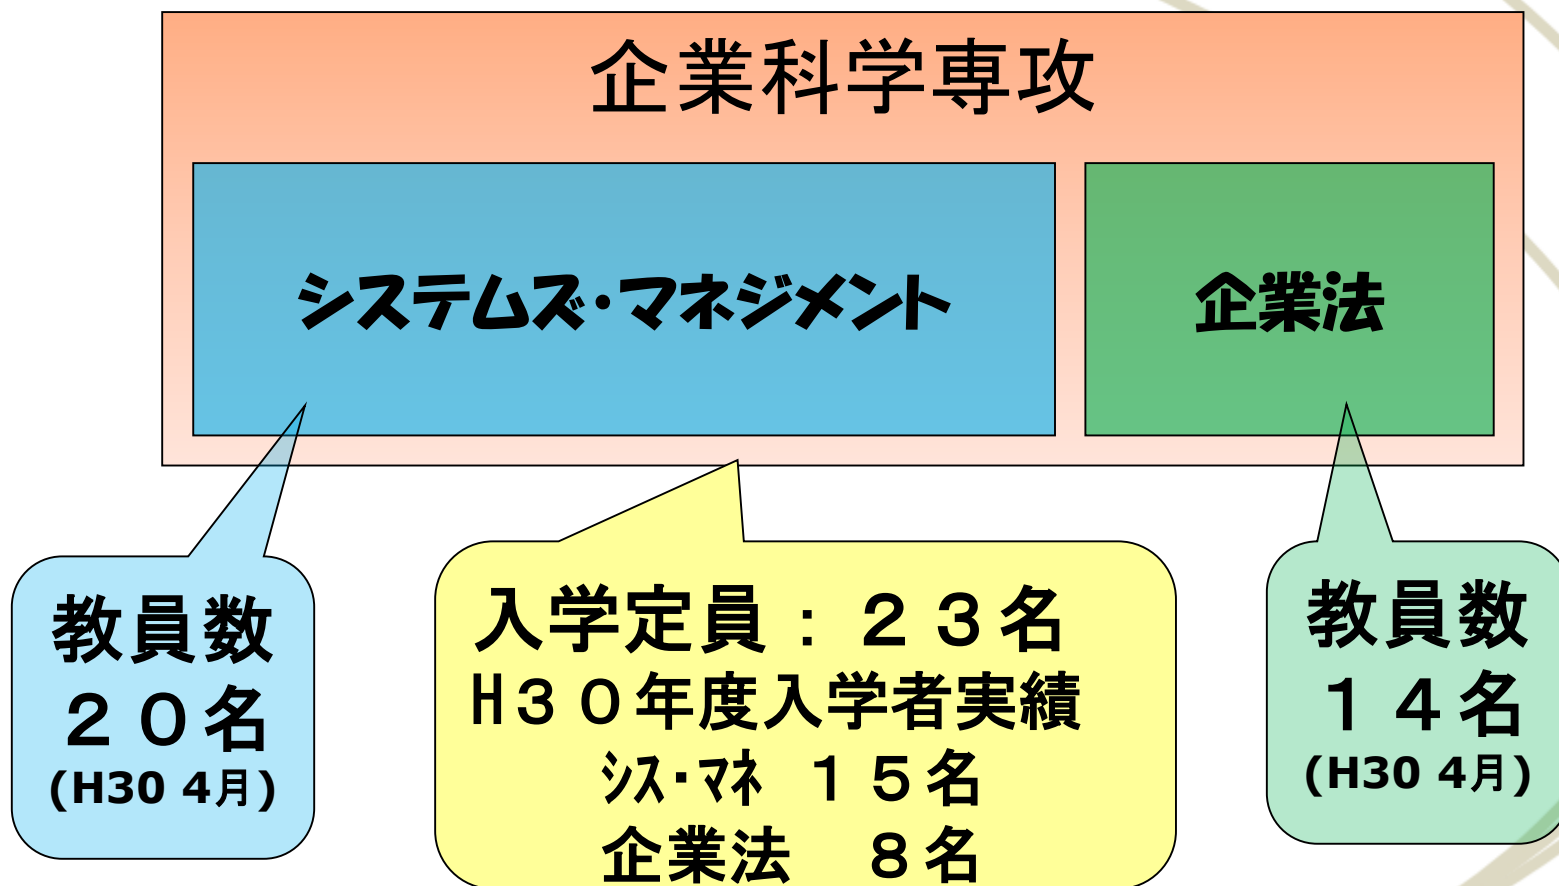 企業科学専攻
システムズ・マネジメント
企業法
教員数
２０名
(H30 4月)
入学定員：２３名
H３０年度入学者実績
ｼｽ･ﾏﾈ　１５名
企業法　８名
教員数
１４名
(H30 4月)